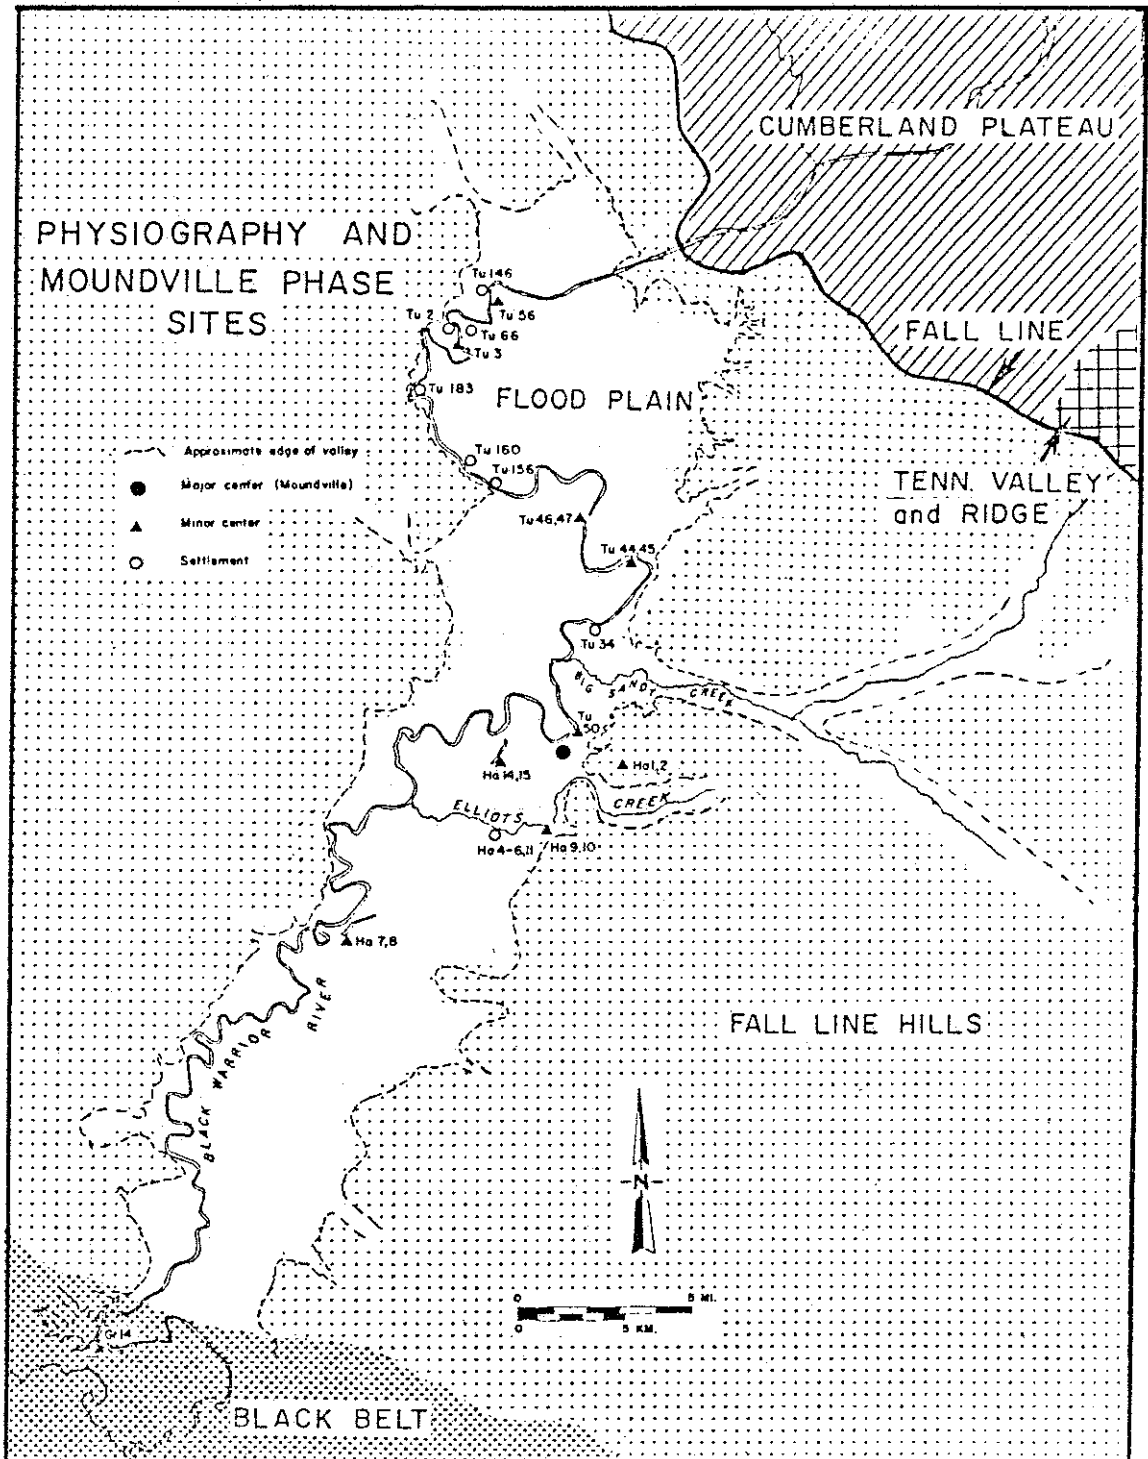 CUMBERLAND PLATEAU
PHYSIOGRAPHY AND
MOUNDVILLE PHASE
SITES
Tu 146
Tu 56
Tu 2
Tu 66
Tu 3
FALL LINE
Tu 183
FLOOD PLAIN
Approximate edge of valley
Major center (Moundville)
Minor center
Settlement
Tu 160
Tu 156
TENN. VALLEY
and RIDGE
Tu 46,47
Tu 44,45
Tu 34
BIG SANDY CREEK
Tu
50
Ha 14,15
Ha 1,2
ELLIOTS CREEK
Ha 4-6,11
Ha 9,10
Ha 7,8
BLACK WARRIOR RIVER
FALL LINE HILLS
N
0 5 MI.
0 5 KM.
Gr 14
BLACK BELT